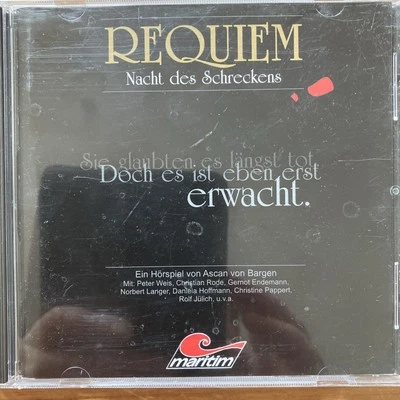 REQUIEM
Nacht des Schreckens
Sie glaubten es längst tot.
Doch es ist eben erst
erwacht.
Ein Hörspiel von Ascan von Bargen
Mit: Peter Weis, Christian Rode, Gernot Endemann,
Norbert Langer, Daniela Hoffmann, Christine Pappert,
Rolf Jülich, u.v.a.
maritim